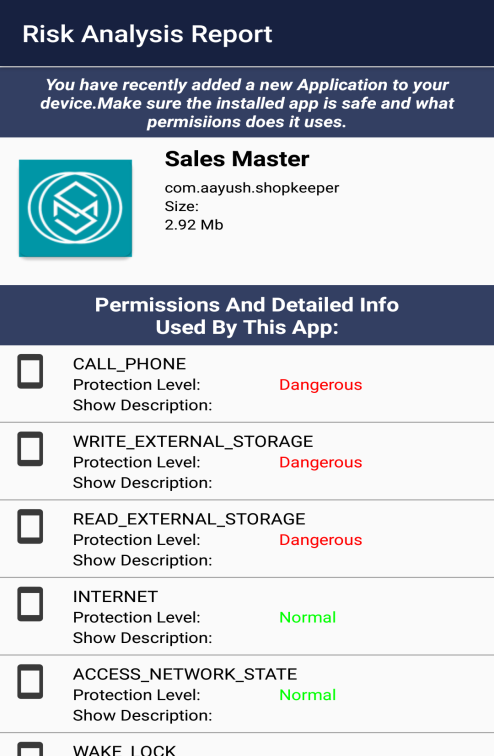 Risk Analysis Report
You have recently added a new Application to your
device.Make sure the installed app is safe and what
permisiions does it uses.
Sales Master
com.aayush.shopkeeper
Size:
2.92 Mb
Permissions And Detailed Info
Used By This App:
CALL_PHONE
Protection Level: Dangerous
Show Description:
WRITE_EXTERNAL_STORAGE
Protection Level: Dangerous
Show Description:
READ_EXTERNAL_STORAGE
Protection Level: Dangerous
Show Description:
INTERNET
Protection Level: Normal
Show Description:
ACCESS_NETWORK_STATE
Protection Level: Normal
Show Description:
WAKE_LOCK